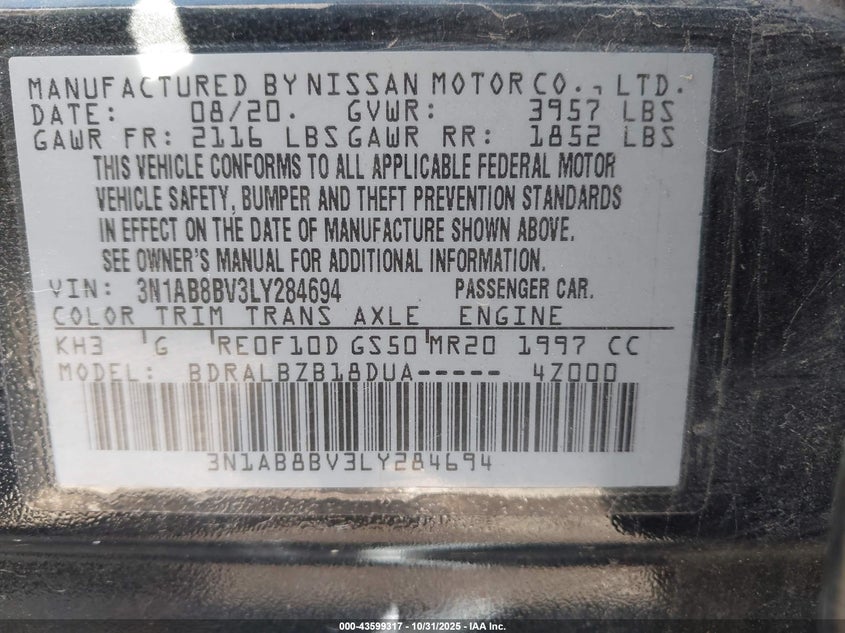 MANUFACTURED BY NISSAN MOTOR CO., LTD.
DATE: 08/20. GVWR: 3957 LBS
GAWR FR: 2116 LBS GAWR RR: 1852 LBS
THIS VEHICLE CONFORMS TO ALL APPLICABLE FEDERAL MOTOR
VEHICLE SAFETY, BUMPER AND THEFT PREVENTION STANDARDS
IN EFFECT ON THE DATE OF MANUFACTURE SHOWN ABOVE.
SEE OWNER'S MANUAL FOR ADDITIONAL INFORMATION.
VIN: 3N1AB8BV3LY284694 PASSENGER CAR.
COLOR TRIM TRANS AXLE ENGINE
KH3 G RE0F10D GS50 MR20 1997 CC
MODEL: BDRALBZB18DUA----- 4Z000
3N1AB8BV3LY284694
000-43599317 - 10/31/2025 - IAA Inc.